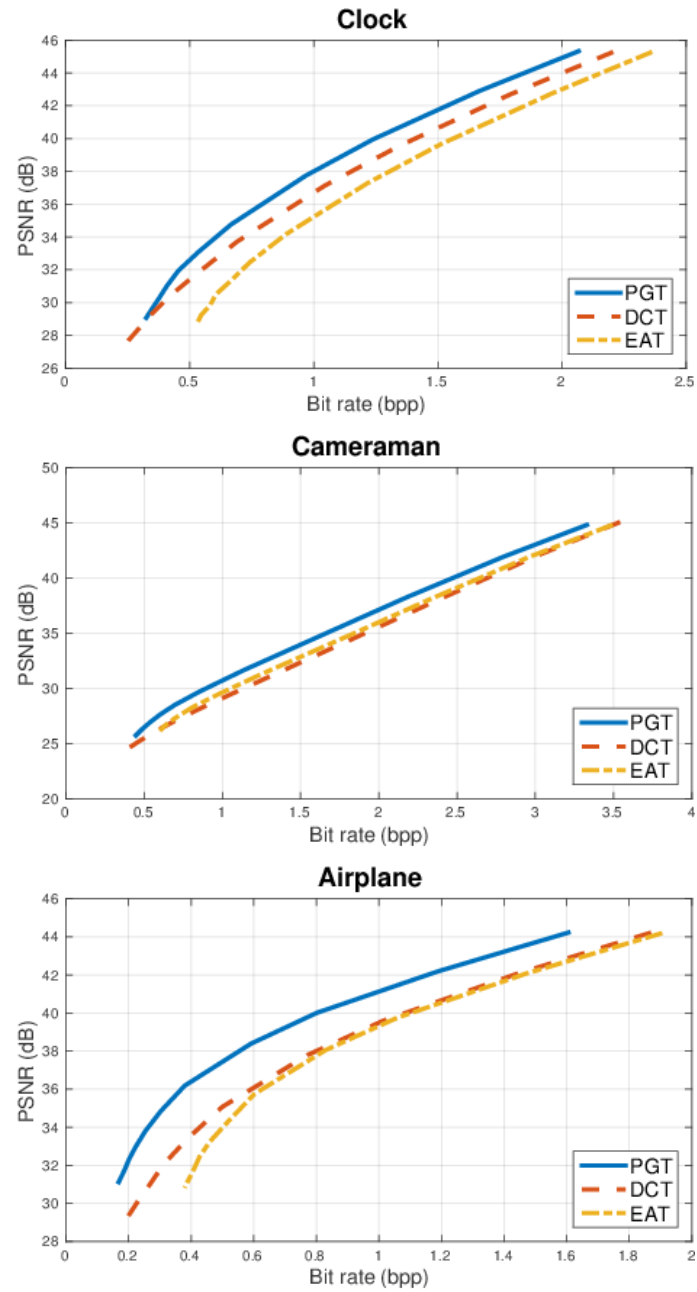 Clock
46
44
42
40
38
36
34
32
30
28
26
PSNR (dB)
PGT
DCT
EAT
0 0.5 1 1.5 2 2.5
Bit rate (bpp)
Cameraman
50
45
40
35
30
25
20
PSNR (dB)
PGT
DCT
EAT
0 0.5 1 1.5 2 2.5 3 3.5 4
Bit rate (bpp)
Airplane
46
44
42
40
38
36
34
32
30
28
PSNR (dB)
PGT
DCT
EAT
0 0.2 0.4 0.6 0.8 1 1.2 1.4 1.6 1.8 2
Bit rate (bpp)